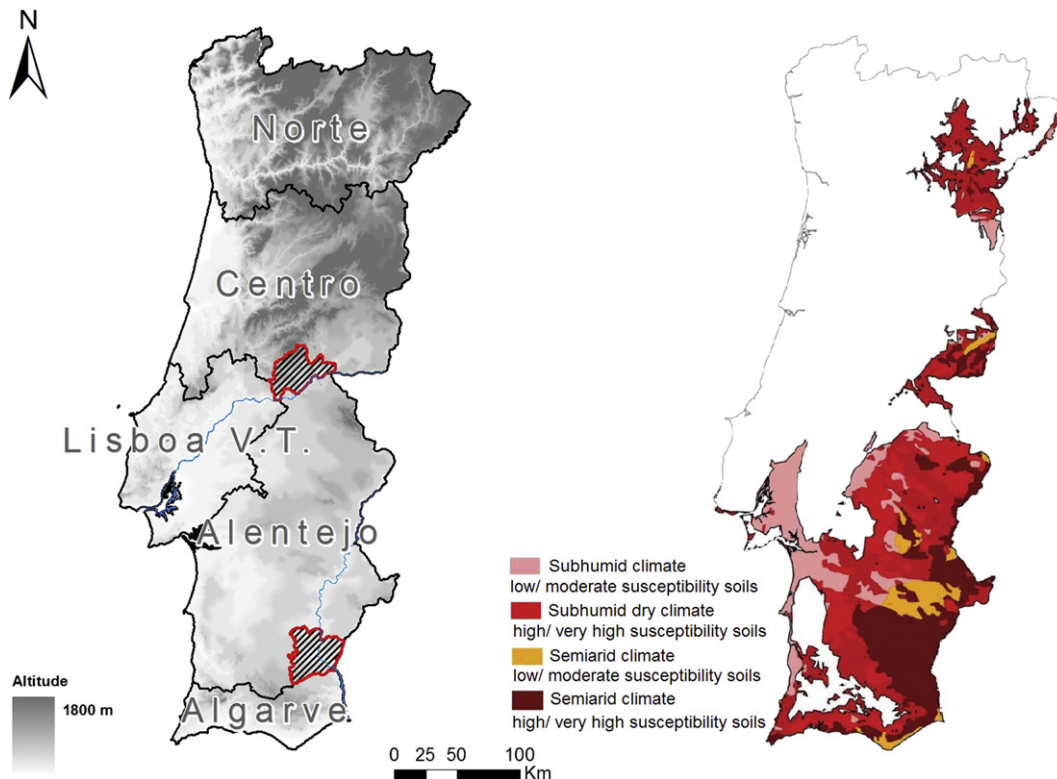 N
Norte
Centro
Lisboa V.T.
Alentejo
Algarve
Altitude
1800 m
0 25 50 100
Km
Subhumid climate
low/ moderate susceptibility soils
Subhumid dry climate
high/ very high susceptibility soils
Semiarid climate
low/ moderate susceptibility soils
Semiarid climate
high/ very high susceptibility soils